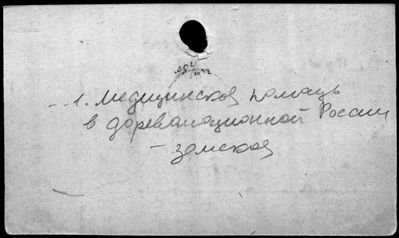 1. Медицинская помощь
в дореволюционной России
– земская